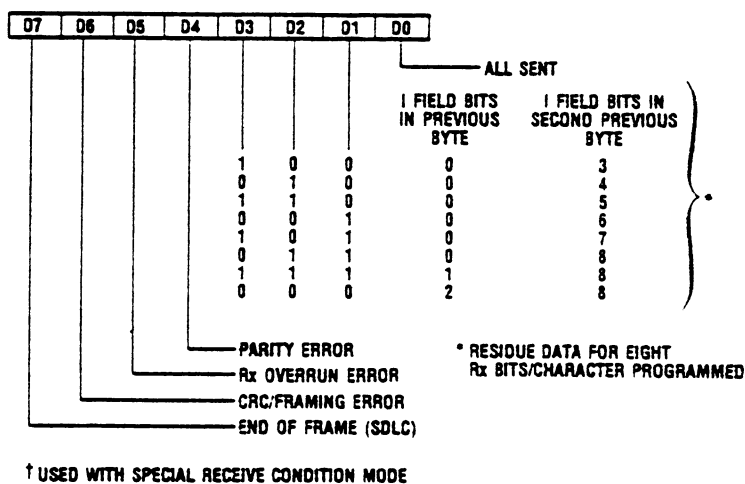 D7 D6 D5 D4 D3 D2 D1 D0
ALL SENT
I FIELD BITS IN PREVIOUS BYTE
I FIELD BITS IN SECOND PREVIOUS BYTE
1 0 0 0 3
0 1 0 0 4
1 1 0 0 5
0 0 1 0 6
1 0 1 0 7
0 1 1 0 8
1 1 1 1 8
0 0 0 2 8
*
PARITY ERROR
Rx OVERRUN ERROR
CRC/FRAMING ERROR
END OF FRAME (SDLC)
* RESIDUE DATA FOR EIGHT
Rx BITS/CHARACTER PROGRAMMED
† USED WITH SPECIAL RECEIVE CONDITION MODE